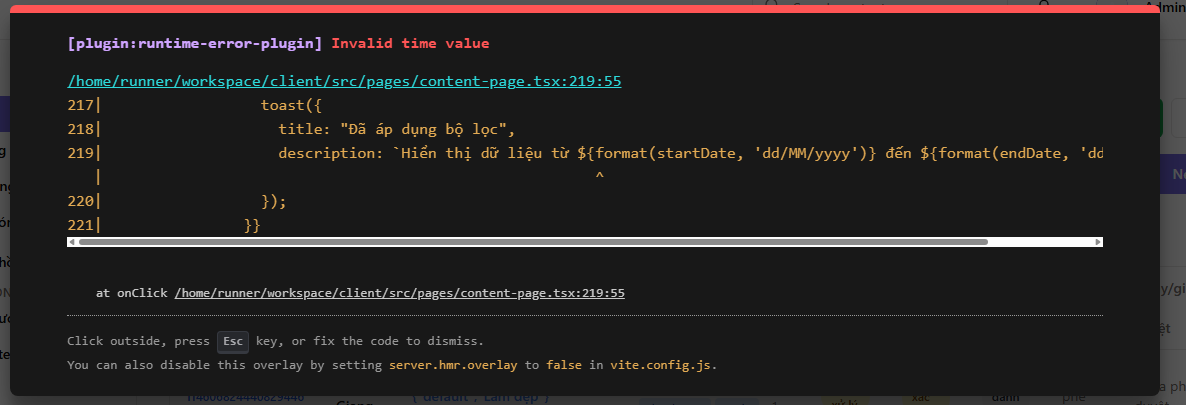 Admin
[plugin:runtime-error-plugin] Invalid time value
/home/runner/workspace/client/src/pages/content-page.tsx:219:55
217| toast({
218| title: "Đã áp dụng bộ lọc",
219| description: `Hiển thị dữ liệu từ ${format(startDate, 'dd/MM/yyyy')} đến ${format(endDate, 'dd
| ^
220| });
221| }}
at onClick /home/runner/workspace/client/src/pages/content-page.tsx:219:55
Click outside, press Esc key, or fix the code to dismiss.
You can also disable this overlay by setting server.hmr.overlay to false in vite.config.js.